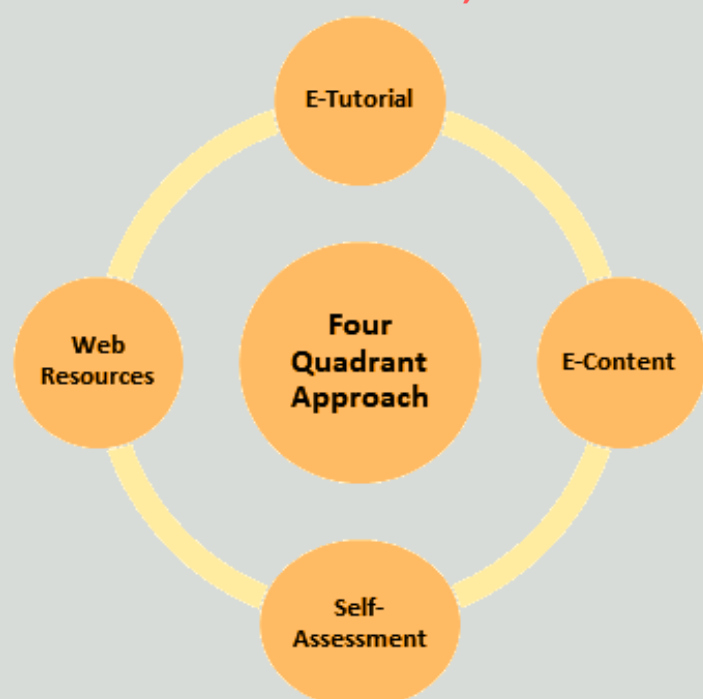 E-Tutorial
Web
Resources
Four
Quadrant
Approach
E-Content
Self-
Assessment